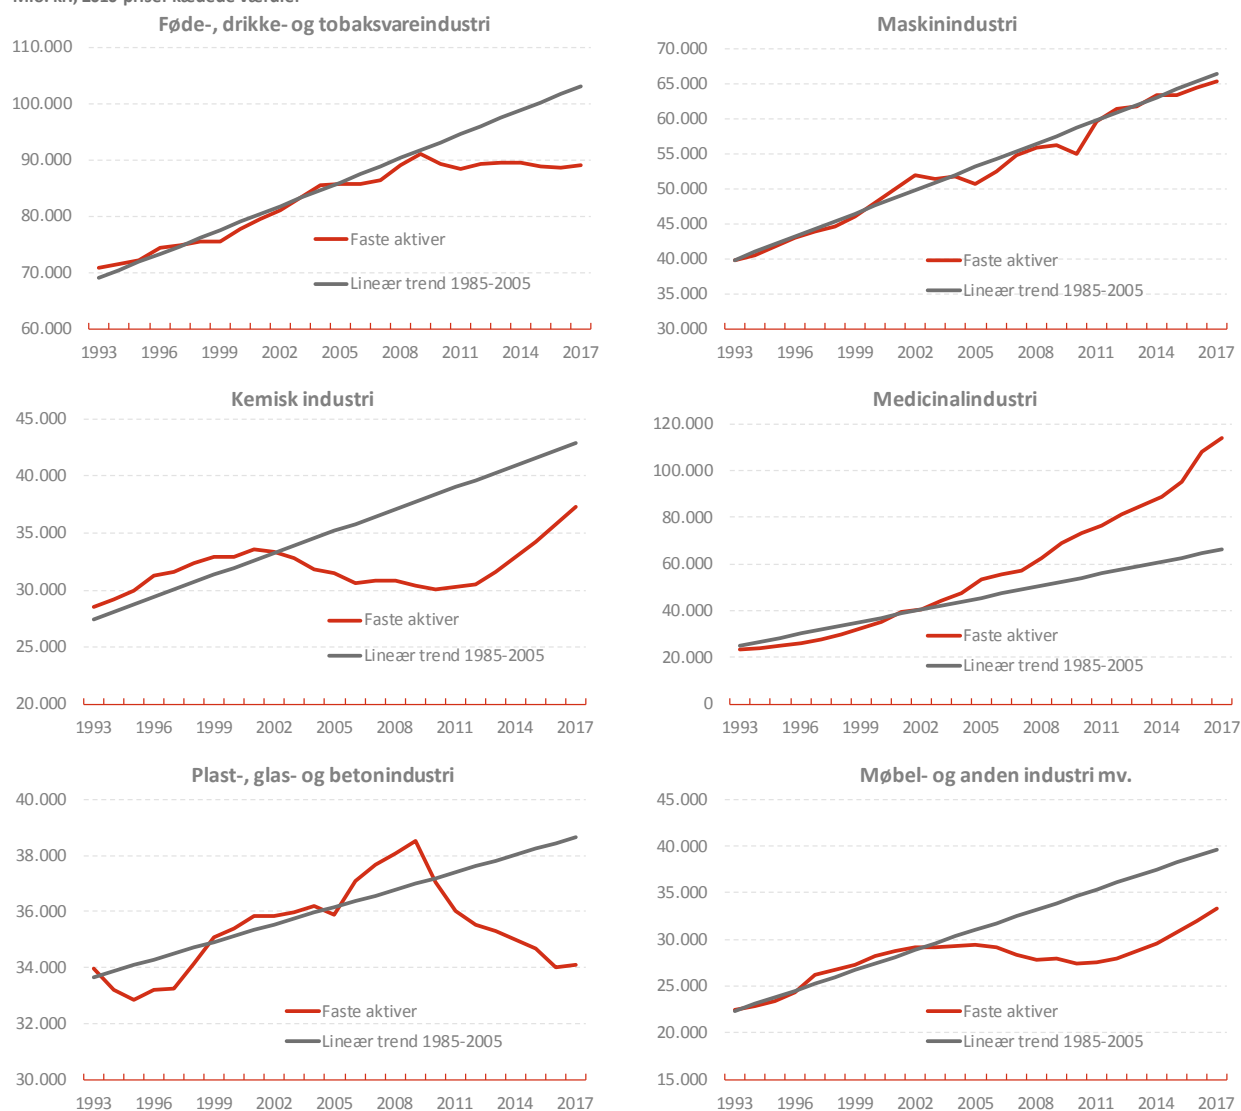 Føde-, drikke- og tobaksvareindustri
110.000
100.000
90.000
80.000
70.000
60.000
Faste aktiver
Lineær trend 1985-2005
1993 1996 1999 2002 2005 2008 2011 2014 2017
Maskinindustri
70.000
65.000
60.000
55.000
50.000
45.000
40.000
35.000
30.000
Faste aktiver
Lineær trend 1985-2005
1993 1996 1999 2002 2005 2008 2011 2014 2017
Kemisk industri
45.000
40.000
35.000
30.000
25.000
20.000
Faste aktiver
Lineær trend 1985-2005
1993 1996 1999 2002 2005 2008 2011 2014 2017
Medicinalindustri
120.000
100.000
80.000
60.000
40.000
20.000
0
Faste aktiver
Lineær trend 1985-2005
1993 1996 1999 2002 2005 2008 2011 2014 2017
Plast-, glas- og betonindustri
40.000
38.000
36.000
34.000
32.000
30.000
Faste aktiver
Lineær trend 1985-2005
1993 1996 1999 2002 2005 2008 2011 2014 2017
Møbel- og anden industri mv.
45.000
40.000
35.000
30.000
25.000
20.000
15.000
Faste aktiver
Lineær trend 1985-2005
1993 1996 1999 2002 2005 2008 2011 2014 2017